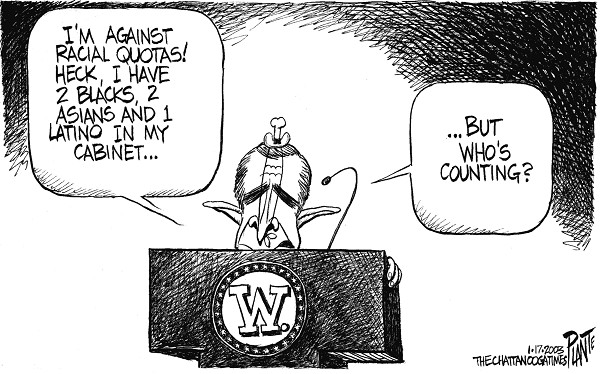 I'M AGAINST
RACIAL QUOTAS!
HECK, I HAVE
2 BLACKS, 2
ASIANS AND 1
LATINO IN MY
CABINET...
...BUT
WHO'S
COUNTING?
W.
1·17·2003
THE CHATTANOOGA TIMES
PLANTE